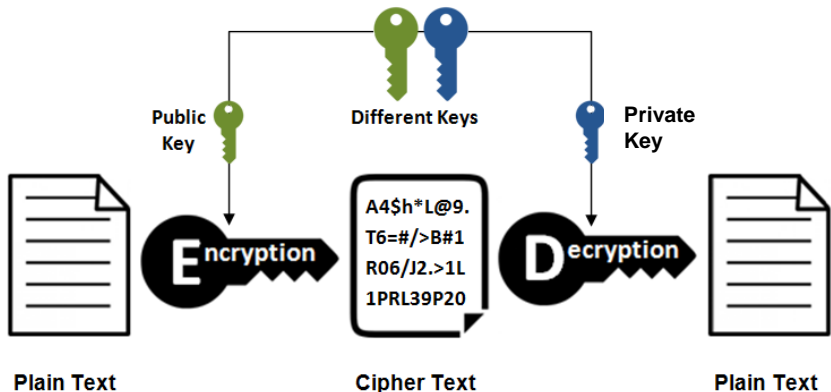 Public
Key
Different Keys
Private
Key
Encryption
A4$h*L@9.
T6=#/>B#1
R06/J2.>1L
1PRL39P20
Decryption
Plain Text
Cipher Text
Plain Text